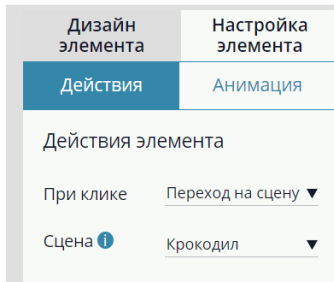 Дизайн элемента
Настройка элемента
Действия
Анимация
Действия элемента
При клике Переход на сцену
Сцена Крокодил